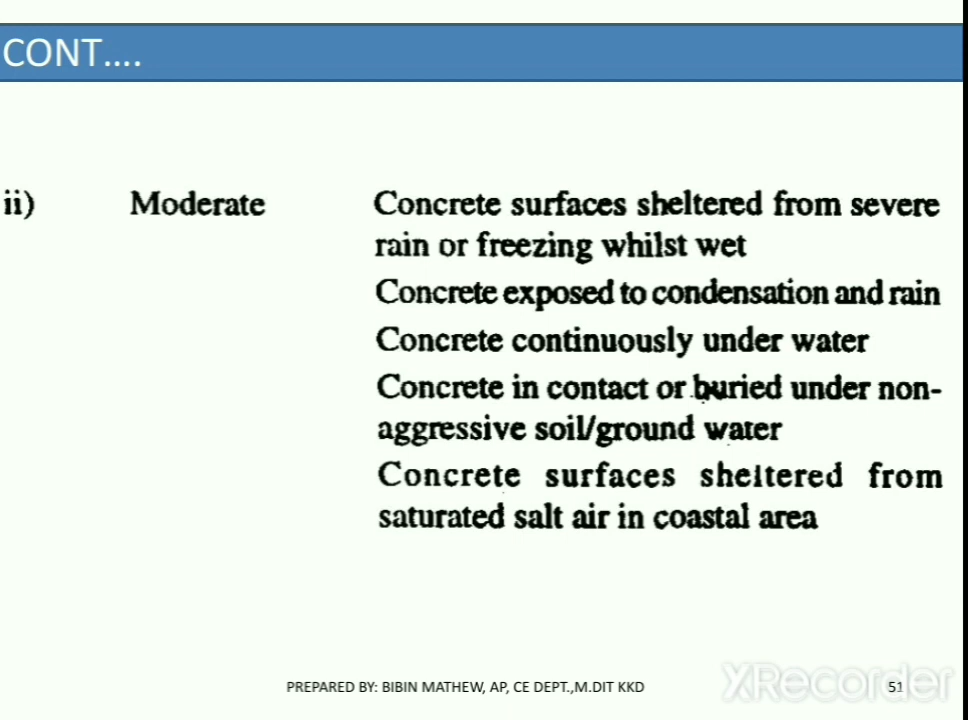 CONT....
ii) Moderate Concrete surfaces sheltered from severe
rain or freezing whilst wet
Concrete exposed to condensation and rain
Concrete continuously under water
Concrete in contact or buried under non-
aggressive soil/ground water
Concrete surfaces sheltered from
saturated salt air in coastal area
PREPARED BY: BIBIN MATHEW, AP, CE DEPT.,M.DIT KKD
XRecorder
51